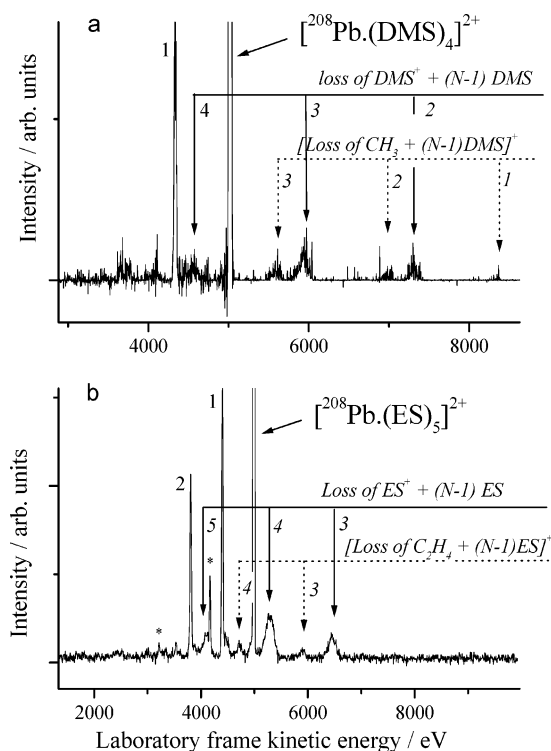 a
1
[²⁰⁸Pb.(DMS)₄]²⁺
loss of DMS⁺ + (N-1) DMS
4
3
2
[Loss of CH₃ + (N-1)DMS]⁺
3
2
1
Intensity / arb. units
4000
6000
8000
b
1
[²⁰⁸Pb.(ES)₅]²⁺
2
Loss of ES⁺ + (N-1) ES
5
4
3
[Loss of C₂H₄ + (N-1)ES]⁺
*
4
3
*
Intensity / arb. units
2000
4000
6000
8000
Laboratory frame kinetic energy / eV